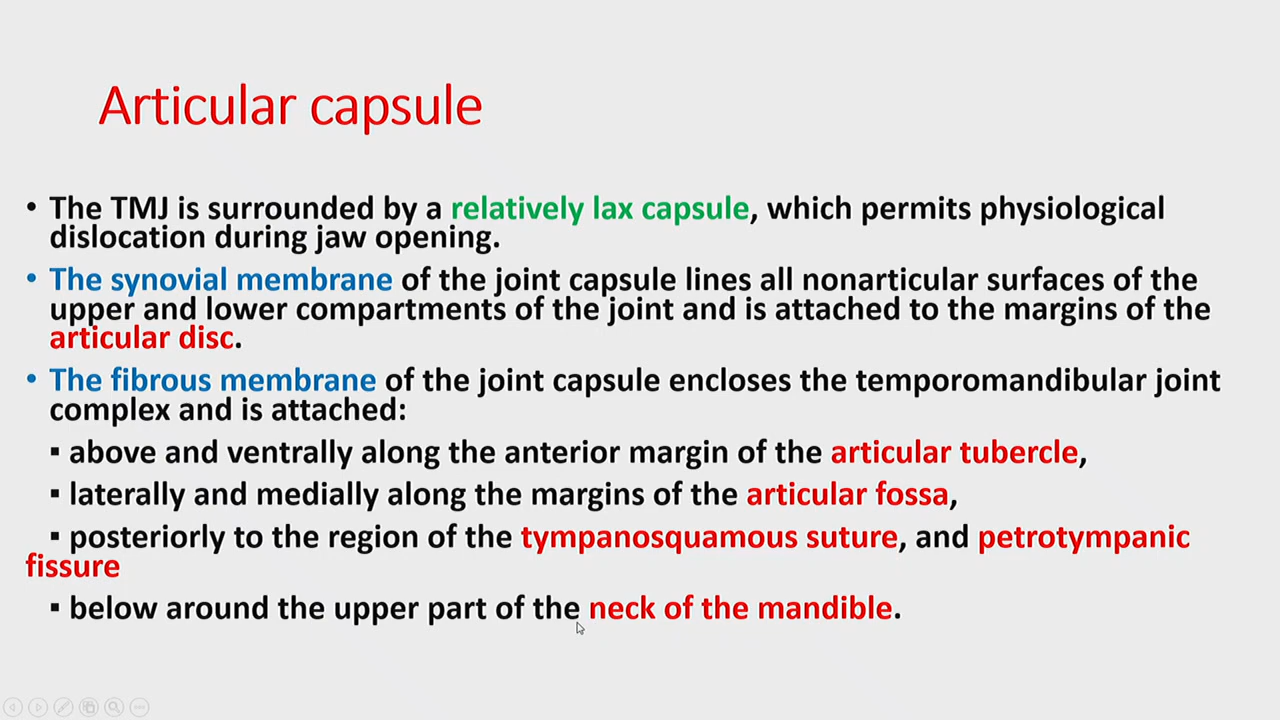 Articular capsule
• The TMJ is surrounded by a relatively lax capsule, which permits physiological
dislocation during jaw opening.
• The synovial membrane of the joint capsule lines all nonarticular surfaces of the
upper and lower compartments of the joint and is attached to the margins of the
articular disc.
• The fibrous membrane of the joint capsule encloses the temporomandibular joint
complex and is attached:
▪ above and ventrally along the anterior margin of the articular tubercle,
▪ laterally and medially along the margins of the articular fossa,
▪ posteriorly to the region of the tympanosquamous suture, and petrotympanic
fissure
▪ below around the upper part of the neck of the mandible.